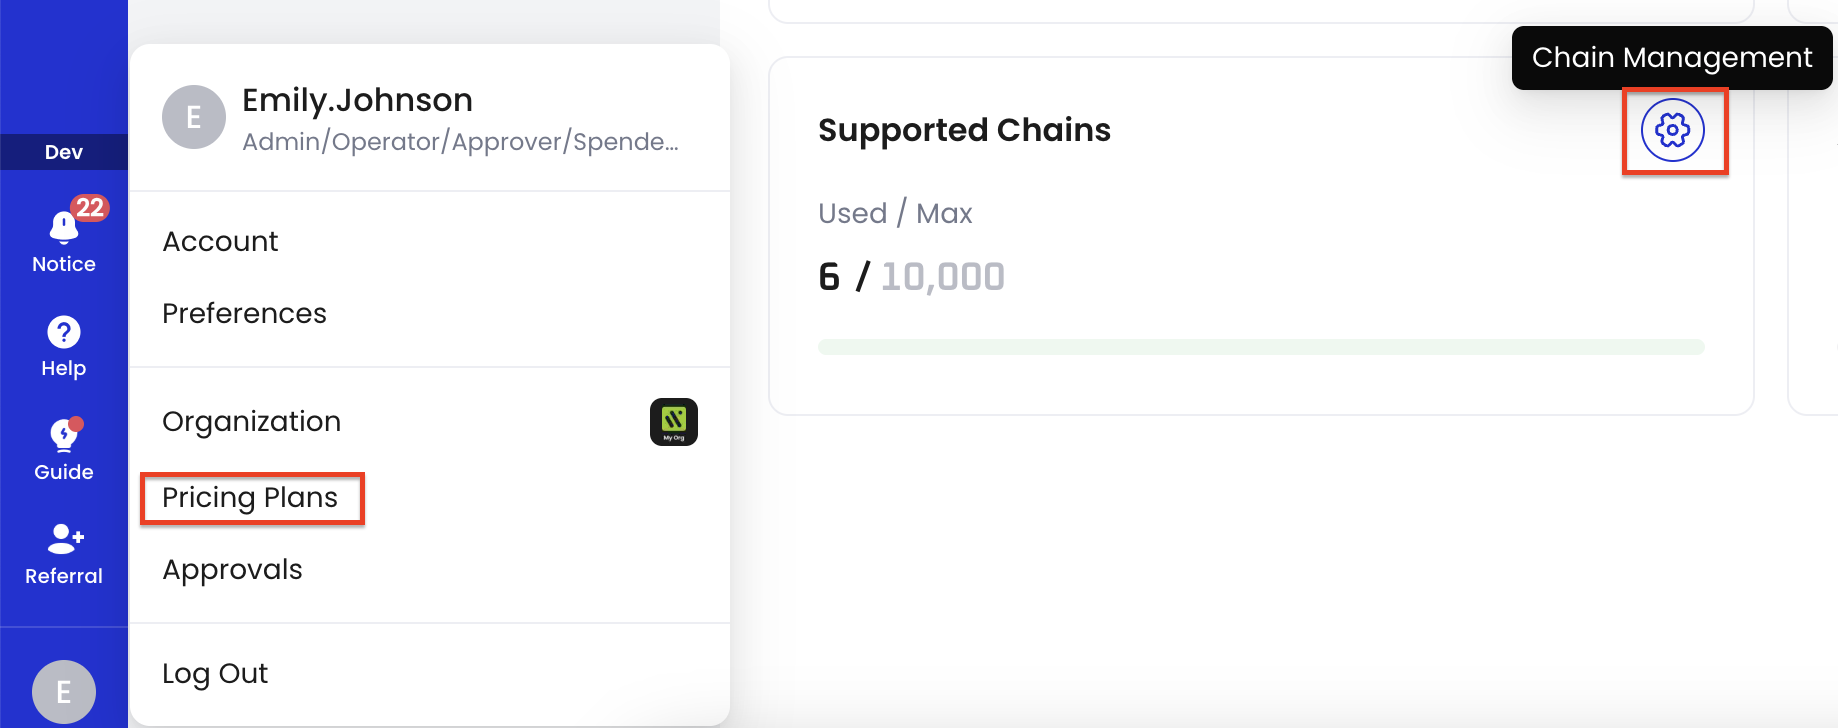 Dev
22
Notice
Help
Guide
Referral
E
E
Emily.Johnson
Admin/Operator/Approver/Spende...
Account
Preferences
Organization
My Org
Pricing Plans
Approvals
Log Out
Chain Management
Supported Chains
Used / Max
6 / 10,000